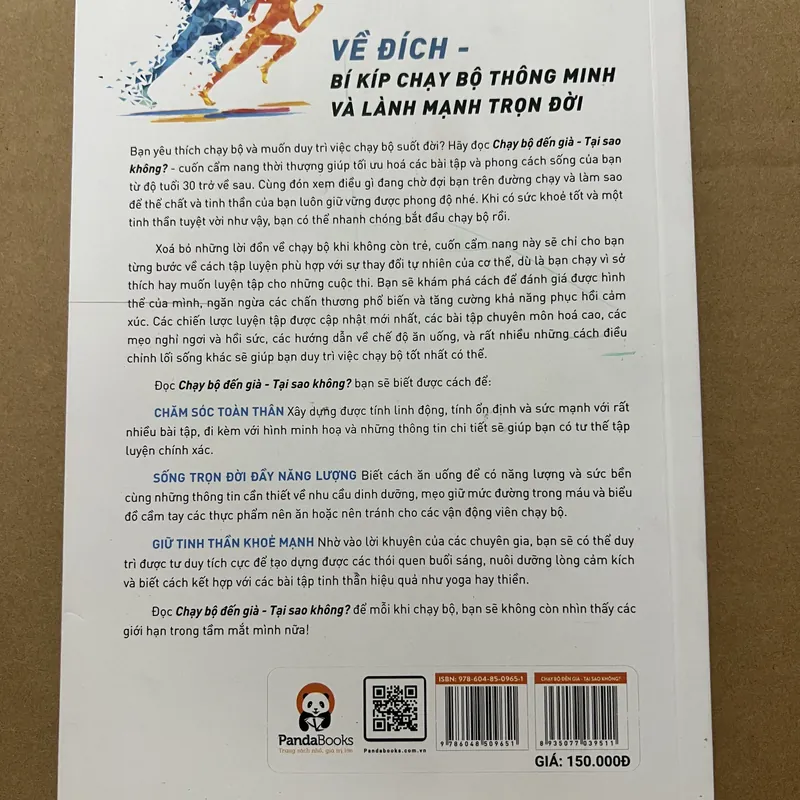 VỀ ĐÍCH -
BÍ KÍP CHẠY BỘ THÔNG MINH
VÀ LÀNH MẠNH TRỌN ĐỜI
Bạn yêu thích chạy bộ và muốn duy trì việc chạy bộ suốt đời? Hãy đọc Chạy bộ đến già - Tại sao
không? - cuốn cẩm nang thời thượng giúp tối ưu hoá các bài tập và phong cách sống của bạn
từ độ tuổi 30 trở về sau. Cùng đón xem điều gì đang chờ đợi bạn trên đường chạy và làm sao
để thể chất và tinh thần của bạn luôn giữ vững được phong độ nhé. Khi có sức khoẻ tốt và một
tinh thần tuyệt vời như vậy, bạn có thể nhanh chóng bắt đầu chạy bộ rồi.
Xoá bỏ những lời đồn về chạy bộ khi không còn trẻ, cuốn cẩm nang này sẽ chỉ cho bạn
từng bước về cách tập luyện phù hợp với sự thay đổi tự nhiên của cơ thể, dù là bạn chạy vì sở
thích hay muốn luyện tập cho những cuộc thi. Bạn sẽ khám phá cách để đánh giá được hình
thể của mình, ngăn ngừa các chấn thương phổ biến và tăng cường khả năng phục hồi cảm
xúc. Các chiến lược luyện tập được cập nhật mới nhất, các bài tập chuyên môn hoá cao, các
mẹo nghỉ ngơi và hồi sức, các hướng dẫn về chế độ ăn uống, và rất nhiều những cách điều
chỉnh lối sống khác sẽ giúp bạn duy trì việc chạy bộ tốt nhất có thể.
Đọc Chạy bộ đến già - Tại sao không? bạn sẽ biết được cách để:
CHĂM SÓC TOÀN THÂN Xây dựng được tính linh động, tính ổn định và sức mạnh với rất
nhiều bài tập, đi kèm với hình minh hoạ và những thông tin chi tiết sẽ giúp bạn có tư thế tập
luyện chính xác.
SỐNG TRỌN ĐỜI ĐẦY NĂNG LƯỢNG Biết cách ăn uống để có năng lượng và sức bền
cùng những thông tin cần thiết về nhu cầu dinh dưỡng, mẹo giữ mức đường trong máu và biểu
đồ cầm tay các thực phẩm nên ăn hoặc nên tránh cho các vận động viên chạy bộ.
GIỮ TINH THẦN KHOẺ MẠNH Nhờ vào lời khuyên của các chuyên gia, bạn sẽ có thể duy
trì được tư duy tích cực để tạo dựng được các thói quen buổi sáng, nuôi dưỡng lòng cảm kích
và biết cách kết hợp với các bài tập tinh thần hiệu quả như yoga hay thiền.
Đọc Chạy bộ đến già - Tại sao không? để mỗi khi chạy bộ, bạn sẽ không còn nhìn thấy các
giới hạn trong tầm mắt mình nữa!
PandaBooks
Trang sách nhỏ, giá trị lớn
Pandabooks.com.vn
ISBN: 978-604-85-0965-1
9 786048 509651
CHẠY BỘ ĐẾN GIÀ - TẠI SAO KHÔNG?
8 935077 039511
GIÁ: 150.000Đ